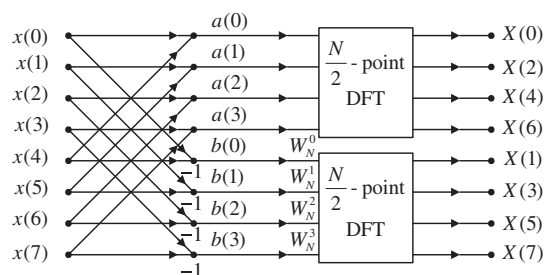 x(0) a(0) X(0)
x(1) a(1) N/2 - point X(2)
x(2) a(2) DFT X(4)
x(3) a(3) X(6)
x(4) b(0) W_N^0 X(1)
x(5) −1 b(1) W_N^1 N/2 - point X(3)
x(6) −1 b(2) W_N^2 DFT X(5)
x(7) −1 b(3) W_N^3 X(7)
−1